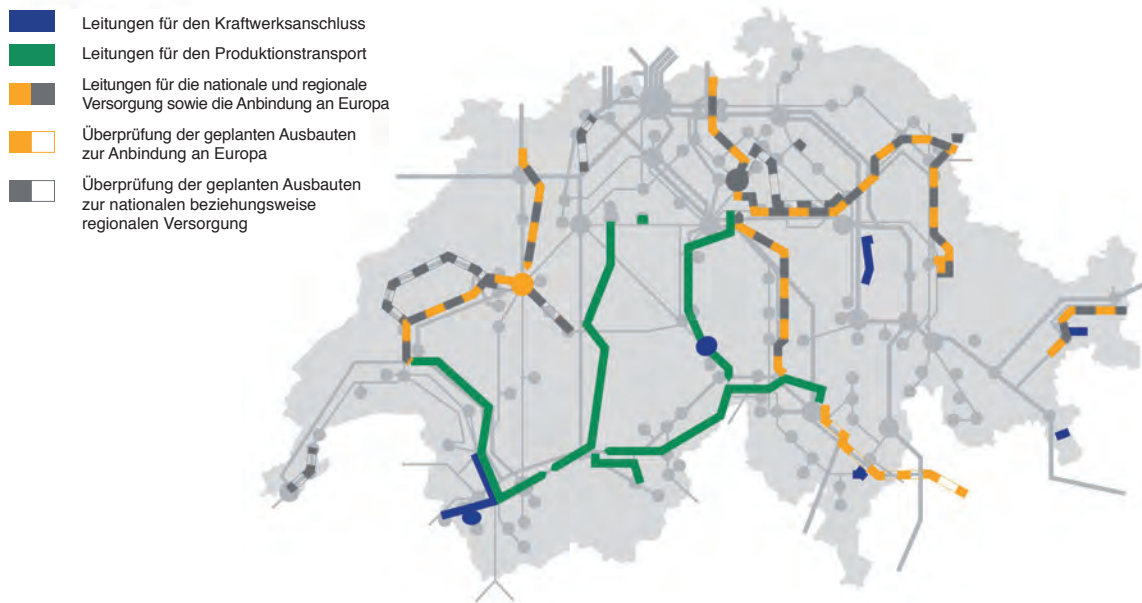 Leitungen für den Kraftwerksanschluss
Leitungen für den Produktionstransport
Leitungen für die nationale und regionale
Versorgung sowie die Anbindung an Europa
Überprüfung der geplanten Ausbauten
zur Anbindung an Europa
Überprüfung der geplanten Ausbauten
zur nationalen beziehungsweise
regionalen Versorgung